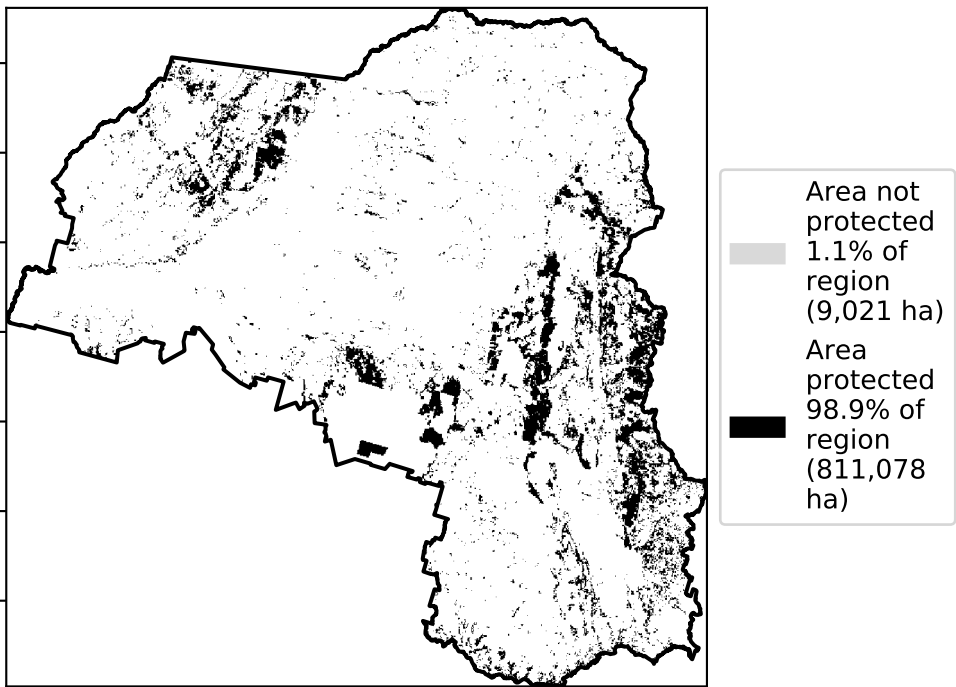 Area not
protected
1.1% of
region
(9,021 ha)
Area
protected
98.9% of
region
(811,078
ha)